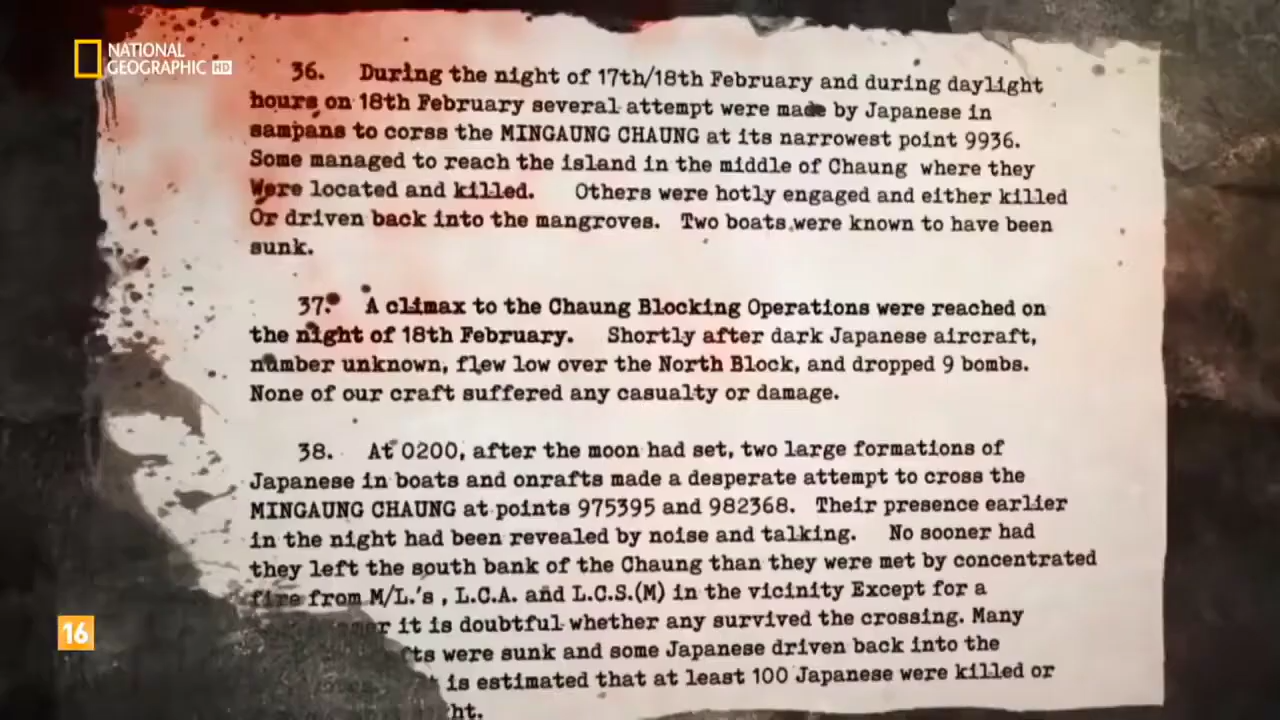 NATIONAL
GEOGRAPHIC HD
36. During the night of 17th/18th February and during daylight
hours on 18th February several attempt were made by Japanese in
sampans to corss the MINGAUNG CHAUNG at its narrowest point 9936.
Some managed to reach the island in the middle of Chaung where they
Were located and killed. Others were hotly engaged and either killed
Or driven back into the mangroves. Two boats were known to have been
sunk.
37. A climax to the Chaung Blocking Operations were reached on
the night of 18th February. Shortly after dark Japanese aircraft,
number unknown, flew low over the North Block, and dropped 9 bombs.
None of our craft suffered any casualty or damage.
38. At 0200, after the moon had set, two large formations of
Japanese in boats and onrafts made a desperate attempt to cross the
MINGAUNG CHAUNG at points 975395 and 982368. Their presence earlier
in the night had been revealed by noise and talking. No sooner had
they left the south bank of the Chaung than they were met by concentrated
fire from M/L.'s , L.C.A. and L.C.S.(M) in the vicinity Except for a
it is doubtful whether any survived the crossing. Many
were sunk and some Japanese driven back into the
is estimated that at least 100 Japanese were killed or
16